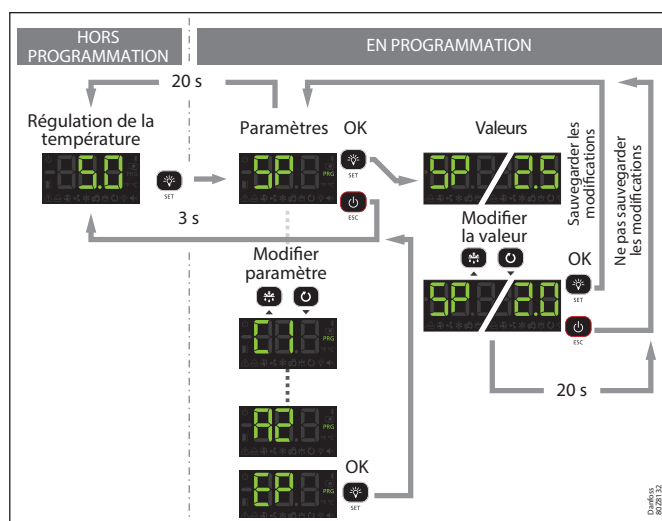 HORS
PROGRAMMATION
EN PROGRAMMATION
20 s
Régulation de la
température
5.0
SET
3 s
Paramètres
SP
PRG
OK
SET
ESC
Modifier
paramètre
C1
PRG
A2
PRG
EP
PRG
OK
SET
Valeurs
SP
2.5
Modifier
la valeur
SP
2.0
OK
SET
ESC
20 s
Sauvegarder les
modifications
Ne pas sauvegarder
les modifications
Danfoss
80Z8132